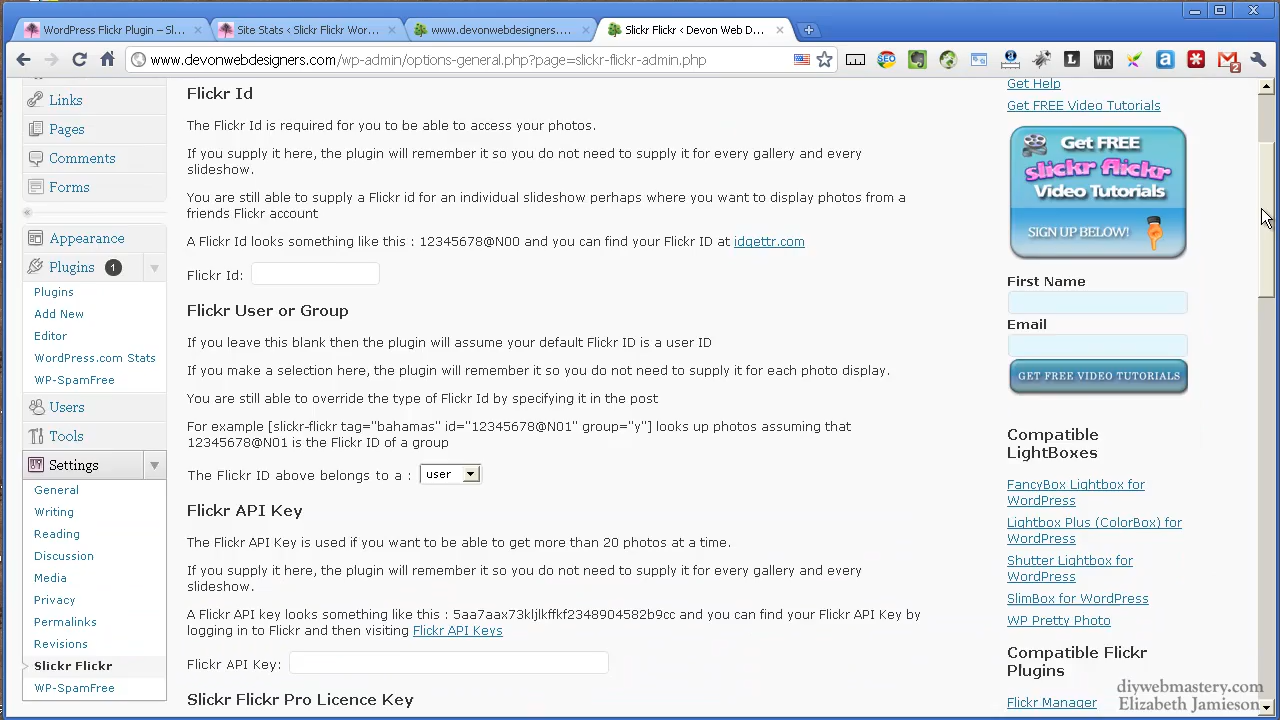 WordPress Flickr Plugin – Sl...
Site Stats ‹ Slickr Flickr Wor...
www.devonwebdesigners....
Slickr Flickr ‹ Devon Web D...
www.devonwebdesigners.com/wp-admin/options-general.php?page=slickr-flickr-admin.php
SEO
L
WR
a
2
Links
Pages
Comments
Forms
Appearance
Plugins 1
Plugins
Add New
Editor
WordPress.com Stats
WP-SpamFree
Users
Tools
Settings
General
Writing
Reading
Discussion
Media
Privacy
Permalinks
Revisions
Slickr Flickr
WP-SpamFree
Flickr Id
The Flickr Id is required for you to be able to access your photos.
If you supply it here, the plugin will remember it so you do not need to supply it for every gallery and every
slideshow.
You are still able to supply a Flickr Id for an individual slideshow perhaps where you want to display photos from a
friends Flickr account
A Flickr Id looks something like this : 12345678@N00 and you can find your Flickr ID at idgettr.com
Flickr Id:
Flickr User or Group
If you leave this blank then the plugin will assume your default Flickr ID is a user ID
If you make a selection here, the plugin will remember it so you do not need to supply it for each photo display.
You are still able to override the type of Flickr Id by specifying it in the post
For example [slickr-flickr tag="bahamas" id="12345678@N01" group="y"] looks up photos assuming that
12345678@N01 is the Flickr ID of a group
The Flickr ID above belongs to a : user
Flickr API Key
The Flickr API Key is used if you want to be able to get more than 20 photos at a time.
If you supply it here, the plugin will remember it so you do not need to supply it for every gallery and every
slideshow.
A Flickr API key looks something like this : 5aa7aax73kljlkffkf2348904582b9cc and you can find your Flickr API Key by
logging in to Flickr and then visiting Flickr API Keys
Flickr API Key:
Slickr Flickr Pro Licence Key
Get Help
Get FREE Video Tutorials
Get FREE
slickr flickr
Video Tutorials
SIGN UP BELOW!
First Name
Email
GET FREE VIDEO TUTORIALS
Compatible
LightBoxes
FancyBox Lightbox for
WordPress
Lightbox Plus (ColorBox) for
WordPress
Shutter Lightbox for
WordPress
SlimBox for WordPress
WP Pretty Photo
Compatible Flickr
Plugins
Flickr Manager
diywebmastery.com
Elizabeth Jamieson